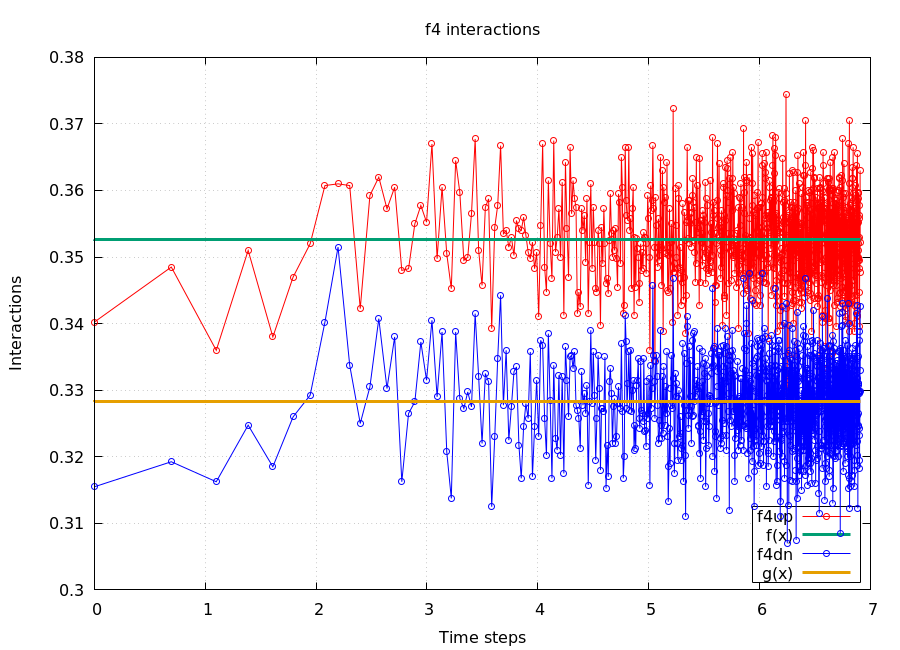 f4 interactions
0.38
0.37
0.36
0.35
0.34
0.33
0.32
0.31
0.3
Interactions
f4up
f(x)
f4dn
g(x)
0 1 2 3 4 5 6 7
Time steps